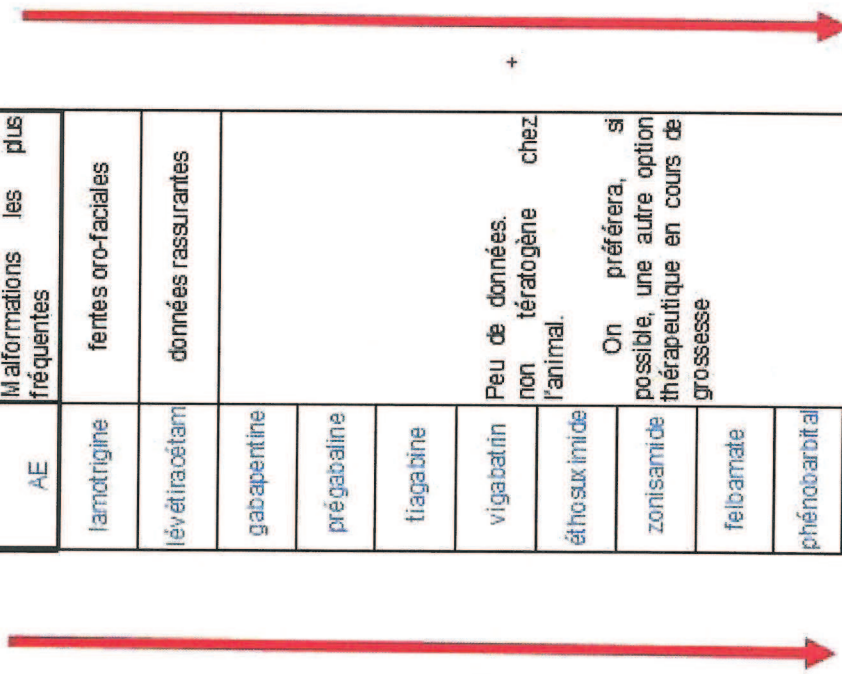 AE
Malformations les plus
fréquentes
lamotrigine
fentes oro-faciales
lévétiracétam
données rassurantes
gabapentine
prégabaline
tiagabine
vigabatrin
éthosuximide
zonisamide
felbamate
phénobarbital
Peu de données.
non tératogène chez
l'animal.
On préférera, si
possible, une autre option
thérapeutique en cours de
grossesse
+